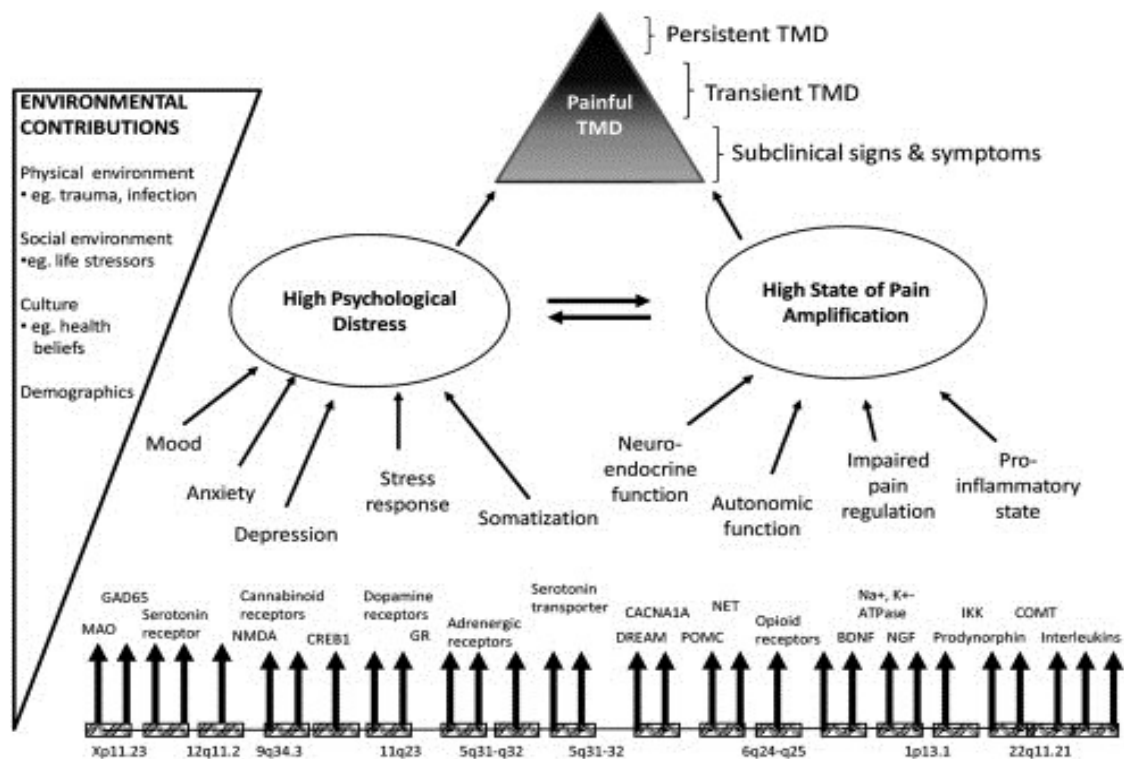 Persistent TMD
Transient TMD
Painful
TMD
Subclinical signs & symptoms
ENVIRONMENTAL
CONTRIBUTIONS
Physical environment
• eg. trauma, infection
Social environment
•eg. life stressors
Culture
• eg. health
beliefs
Demographics
High Psychological
Distress
High State of Pain
Amplification
Mood
Anxiety
Depression
Stress
response
Somatization
Neuro-
endocrine
function
Autonomic
function
Impaired
pain
regulation
Pro-
inflammatory
state
MAO
GAD65
Serotonin
receptor
NMDA
Cannabinoid
receptors
CREB1
Dopamine
receptors
GR
Adrenergic
receptors
Serotonin
transporter
CACNA1A
DREAM
POMC
NET
Opioid
receptors
Na+, K+-
ATPase
BDNF
NGF
IKK
Prodynorphin
COMT
Interleukins
Xp11.23
12q11.2
9q34.3
11q23
5q31-q32
5q31-32
6q24-q25
1p13.1
22q11.21